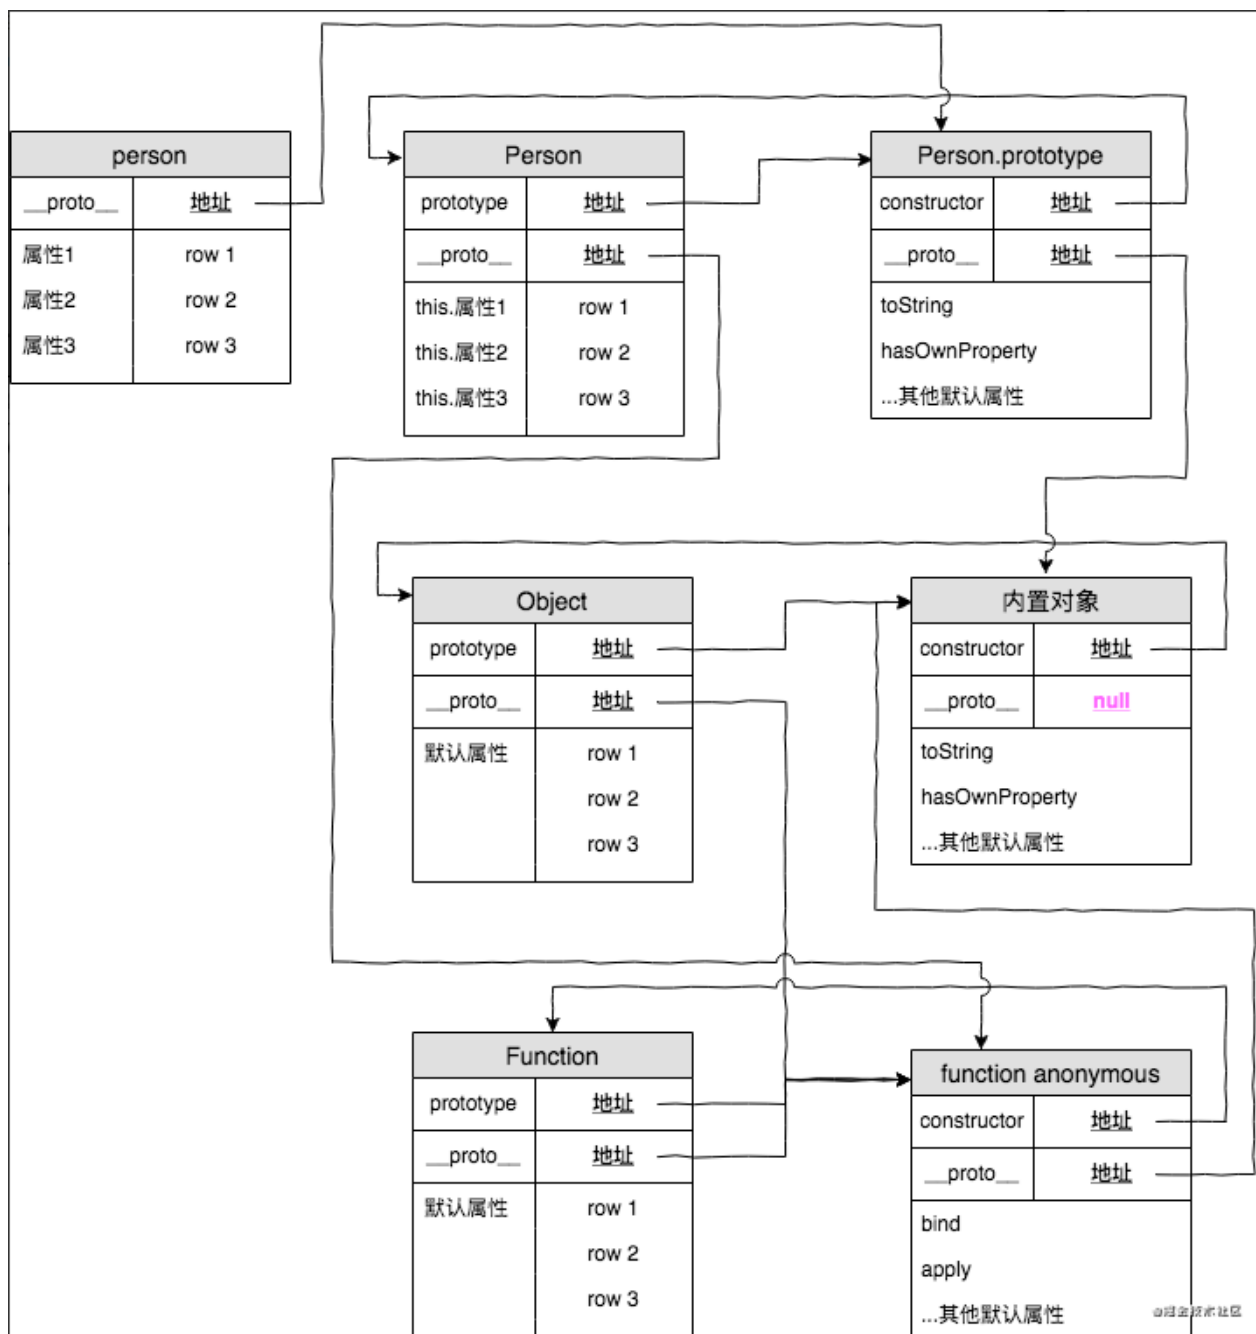 person
__proto__ 地址
属性1 row 1
属性2 row 2
属性3 row 3
Person
prototype 地址
__proto__ 地址
this.属性1 row 1
this.属性2 row 2
this.属性3 row 3
Person.prototype
constructor 地址
__proto__ 地址
toString
hasOwnProperty
...其他默认属性
Object
prototype 地址
__proto__ 地址
默认属性 row 1
row 2
row 3
内置对象
constructor 地址
__proto__ null
toString
hasOwnProperty
...其他默认属性
Function
prototype 地址
__proto__ 地址
默认属性 row 1
row 2
row 3
function anonymous
constructor 地址
__proto__ 地址
bind
apply
...其他默认属性
@掘金技术社区